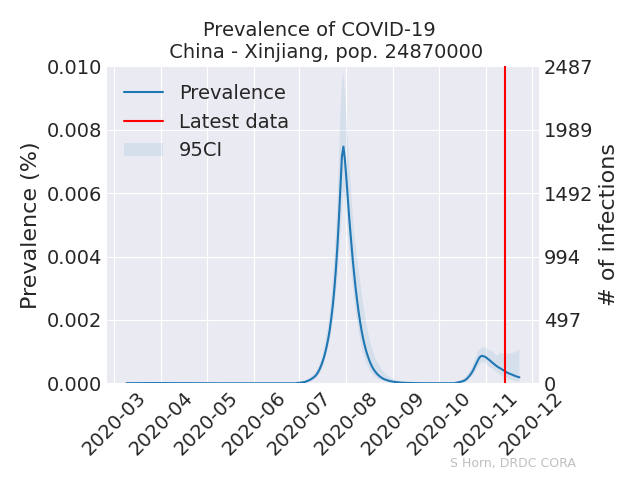 Prevalence of COVID-19
China - Xinjiang, pop. 24870000
Prevalence
Latest data
95CI
Prevalence (%)
0.010
0.008
0.006
0.004
0.002
0.000
2487
1989
1492
994
497
0
# of infections
2020-03
2020-04
2020-05
2020-06
2020-07
2020-08
2020-09
2020-10
2020-11
2020-12
S Horn, DRDC CORA